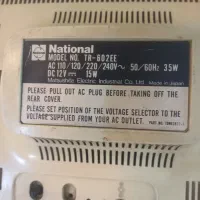 National
MODEL NO. TR-602EE
AC 110/120/220/240V~ 50/60Hz 35W
DC 12V 15W
Matsushita Electric Industrial Co., Ltd. Made in Japan
PLEASE PULL OUT AC PLUG BEFORE TAKING OFF THE
REAR COVER.
PLEASE SET POSITION OF THE VOLTAGE SELECTOR TO THE
VOLTAGE SUPPLIED FROM YOUR AC OUTLET.